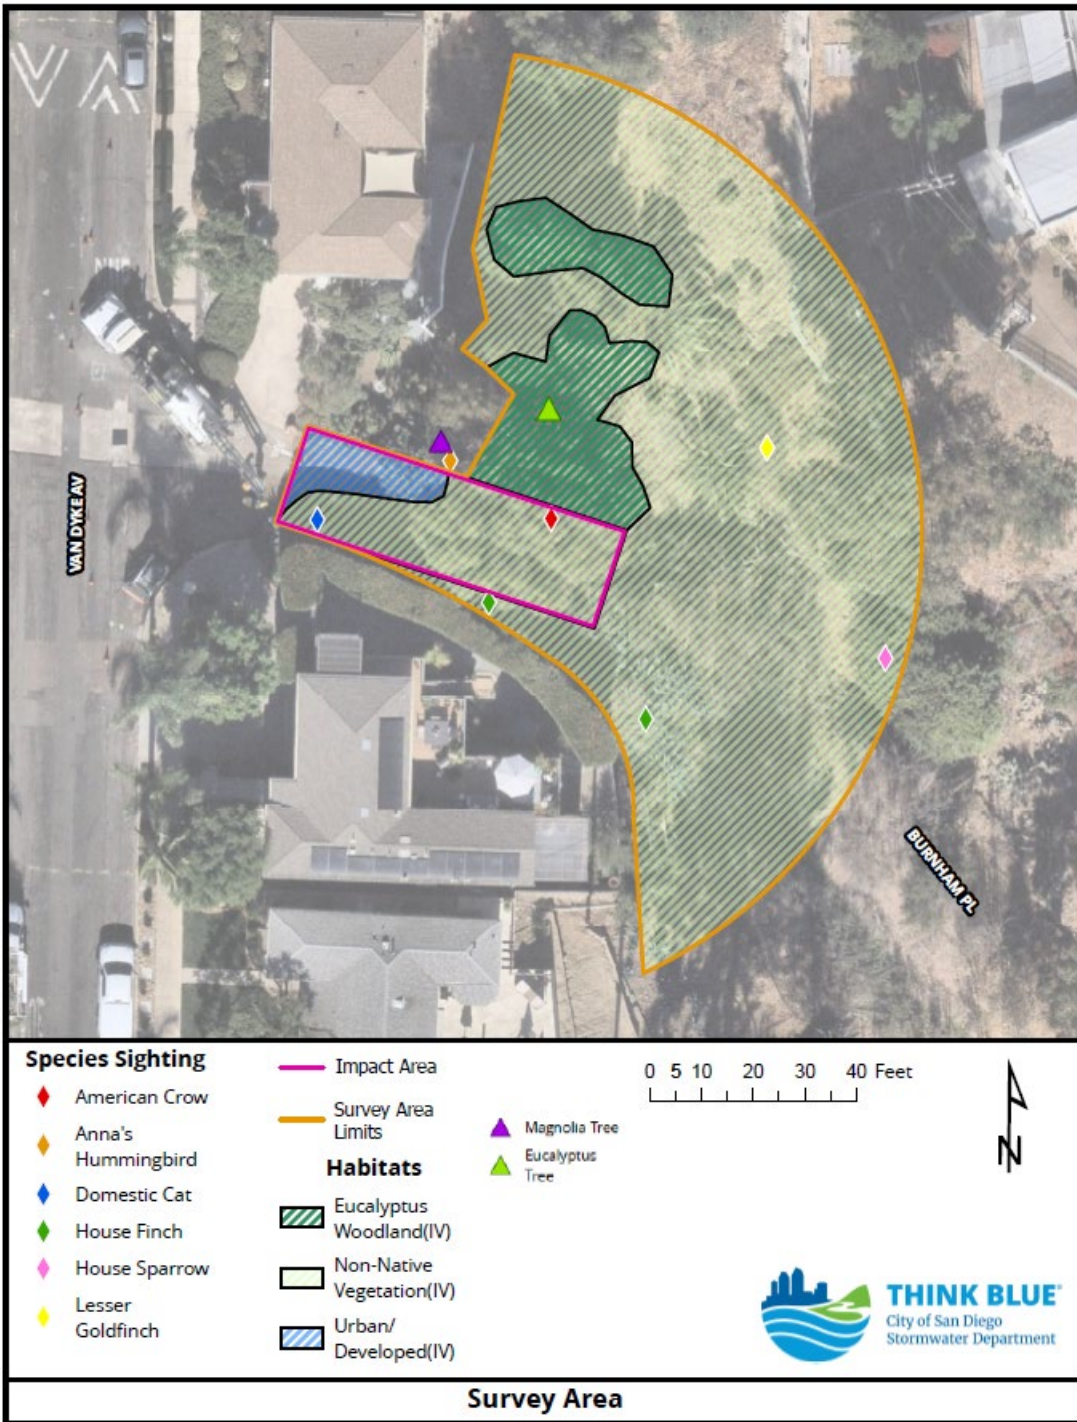 VAN DYKE AV
BURNHAM PL
Species Sighting
American Crow
Anna's
Hummingbird
Domestic Cat
House Finch
House Sparrow
Lesser
Goldfinch
Impact Area
Survey Area
Limits
Habitats
Eucalyptus
Woodland(IV)
Non-Native
Vegetation(IV)
Urban/
Developed(IV)
Magnolia Tree
Eucalyptus
Tree
0 5 10 20 30 40 Feet
N
THINK BLUE
City of San Diego
Stormwater Department
Survey Area